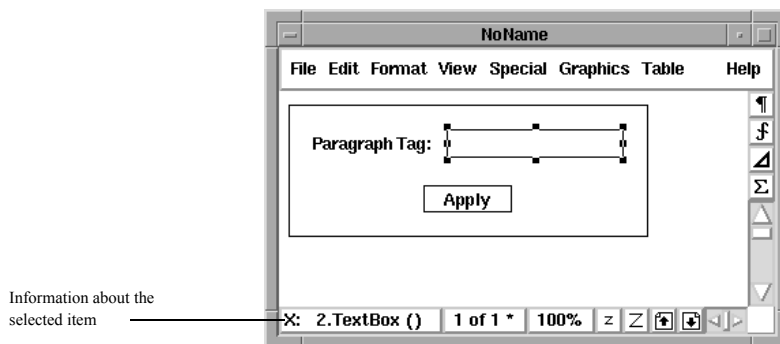 NoName
File Edit Format View Special Graphics Table Help
¶
Paragraph Tag:
Apply
Σ
Information about the
selected item
X: 2.TextBox () 1 of 1 * 100% z Z